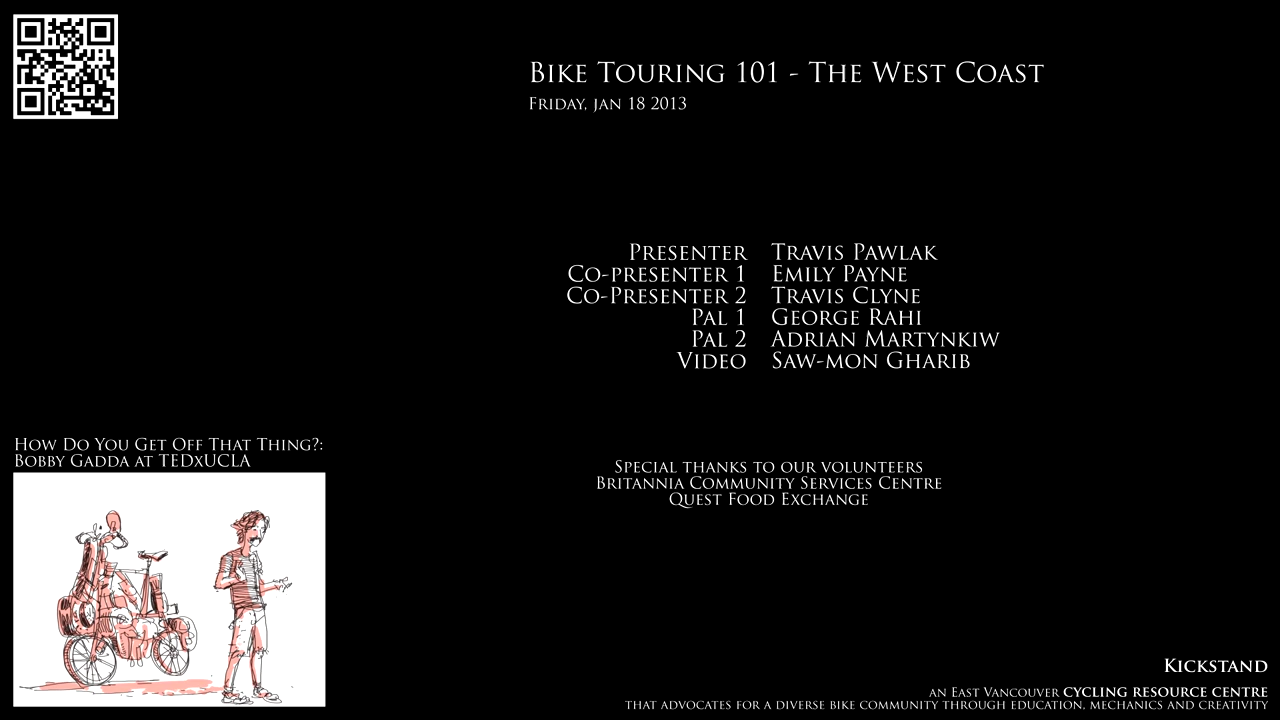 Bike Touring 101 - The West Coast
Friday, jan 18 2013
Presenter Travis Pawlak
Co-presenter 1 Emily Payne
Co-Presenter 2 Travis Clyne
Pal 1 George Rahi
Pal 2 Adrian Martynkiw
Video Saw-mon Gharib
How Do You Get Off That Thing?:
Bobby Gadda at TEDxUCLA
Special thanks to our volunteers
Britannia Community Services Centre
Quest Food Exchange
Kickstand
an East Vancouver cycling resource centre
that advocates for a diverse bike community through education, mechanics and creativity